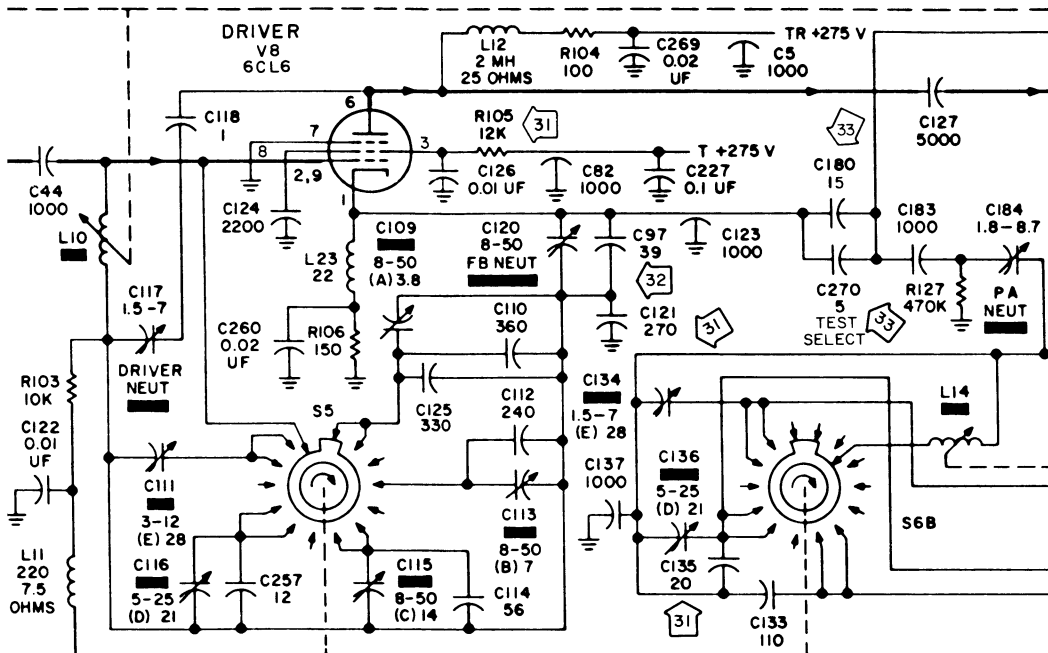 DRIVER
V8
6CL6
L12
2 MH
25 OHMS
R104
100
C269
0.02
UF
C5
1000
TR +275 V
C118
1
6
7
8
2,9
3
1
R105
12K
31
33
T +275 V
C127
5000
C44
1000
L10
C124
2200
C126
0.01 UF
C82
1000
C227
0.1 UF
C180
15
L23
22
C109
8-50
(A) 3.8
C120
8-50
FB NEUT
C97
39
32
C123
1000
C183
1000
C184
1.8-8.7
C117
1.5-7
C260
0.02
UF
R106
150
C110
360
C121
270
31
C270
5
TEST
SELECT
33
R127
470K
PA
NEUT
DRIVER
NEUT
R103
10K
C122
0.01
UF
S5
C125
330
C112
240
C134
1.5-7
(E) 28
L14
C111
3-12
(E) 28
C113
8-50
(B) 7
C137
1000
C136
5-25
(D) 21
S6B
L11
220
7.5
OHMS
C116
5-25
(D) 21
C257
12
C115
8-50
(C) 14
C114
56
C135
20
31
C133
110